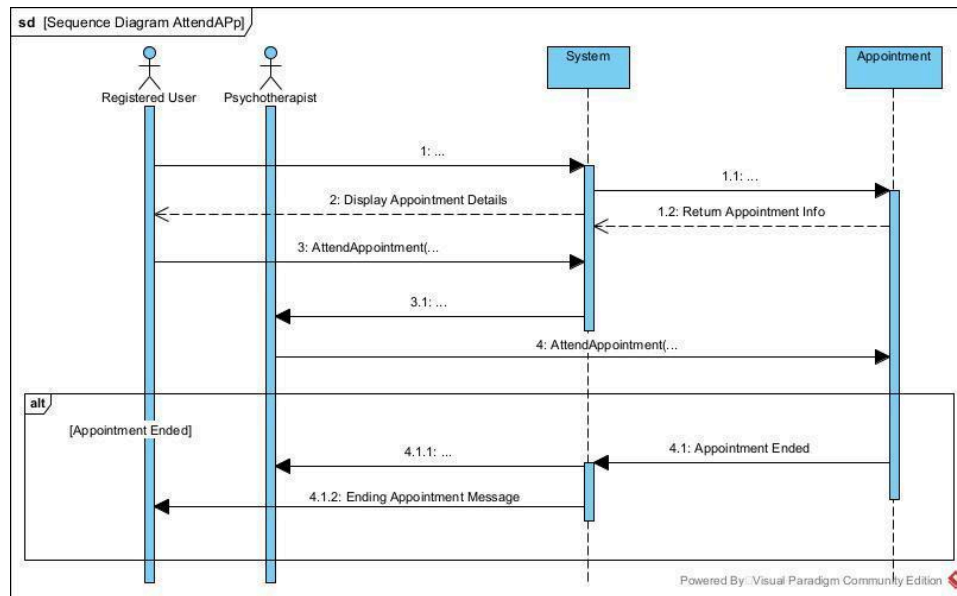 sd [Sequence Diagram AttendAPp]
System
Appointment
Registered User
Psychotherapist
1: ...
1.1: ...
2: Display Appointment Details
1.2: Return Appointment Info
3: AttendAppointment(...
3.1: ...
4: AttendAppointment(...
alt
[Appointment Ended]
4.1: Appointment Ended
4.1.1: ...
4.1.2: Ending Appointment Message
Powered By Visual Paradigm Community Edition